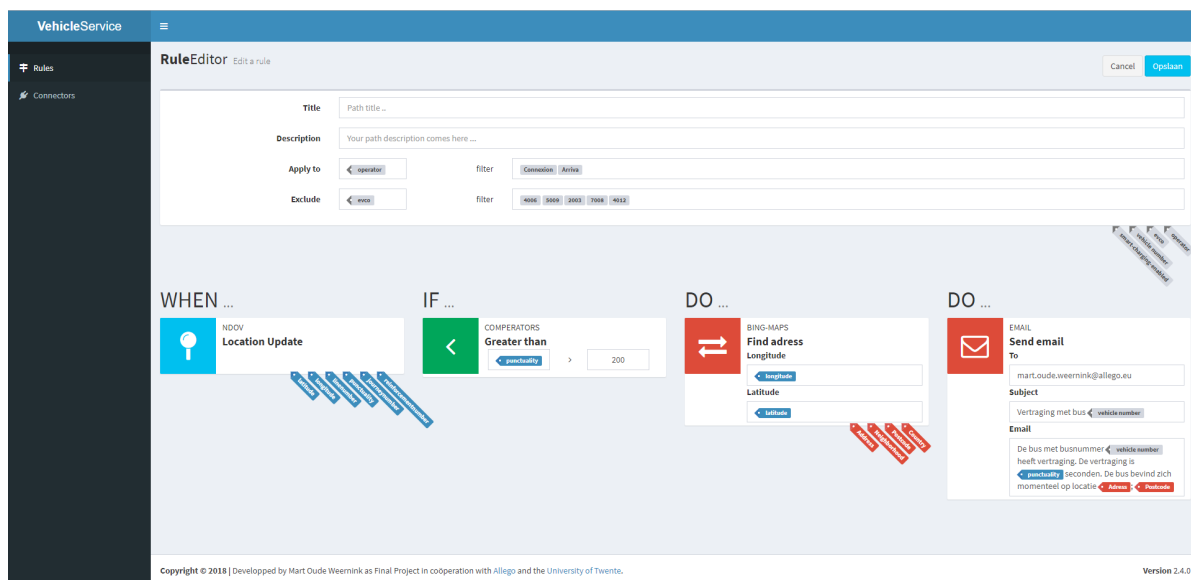 VehicleService
Rules
Connectors
RuleEditor Edit a rule
Cancel Opslaan
Title Path title ..
Description Your path description comes here ...
Apply to operator filter Connexion Arriva
Exclude evco filter 4006 5009 2003 7008 4012
smart-charging-enabled
vehicle number
evco
operator
WHEN ...
NDOV
Location Update
latitude
longitude
linenumber
punctuality
journeynumber
reinforcementnumber
IF ...
COMPERATORS
Greater than
punctuality > 200
DO ...
BING-MAPS
Find adress
Longitude
longitude
Latitude
latitude
Address
Neighborhood
Postcode
Country
DO ...
EMAIL
Send email
To
mart.oude.weernink@allego.eu
Subject
Vertraging met bus vehicle number
Email
De bus met busnummer vehicle number
heeft vertraging. De vertraging is
punctuality seconden. De bus bevind zich
momenteel op locatie Adress - Postcode
Copyright © 2018 | Developped by Mart Oude Weernink as Final Project in coöperation with Allego and the University of Twente.
Version 2.4.0